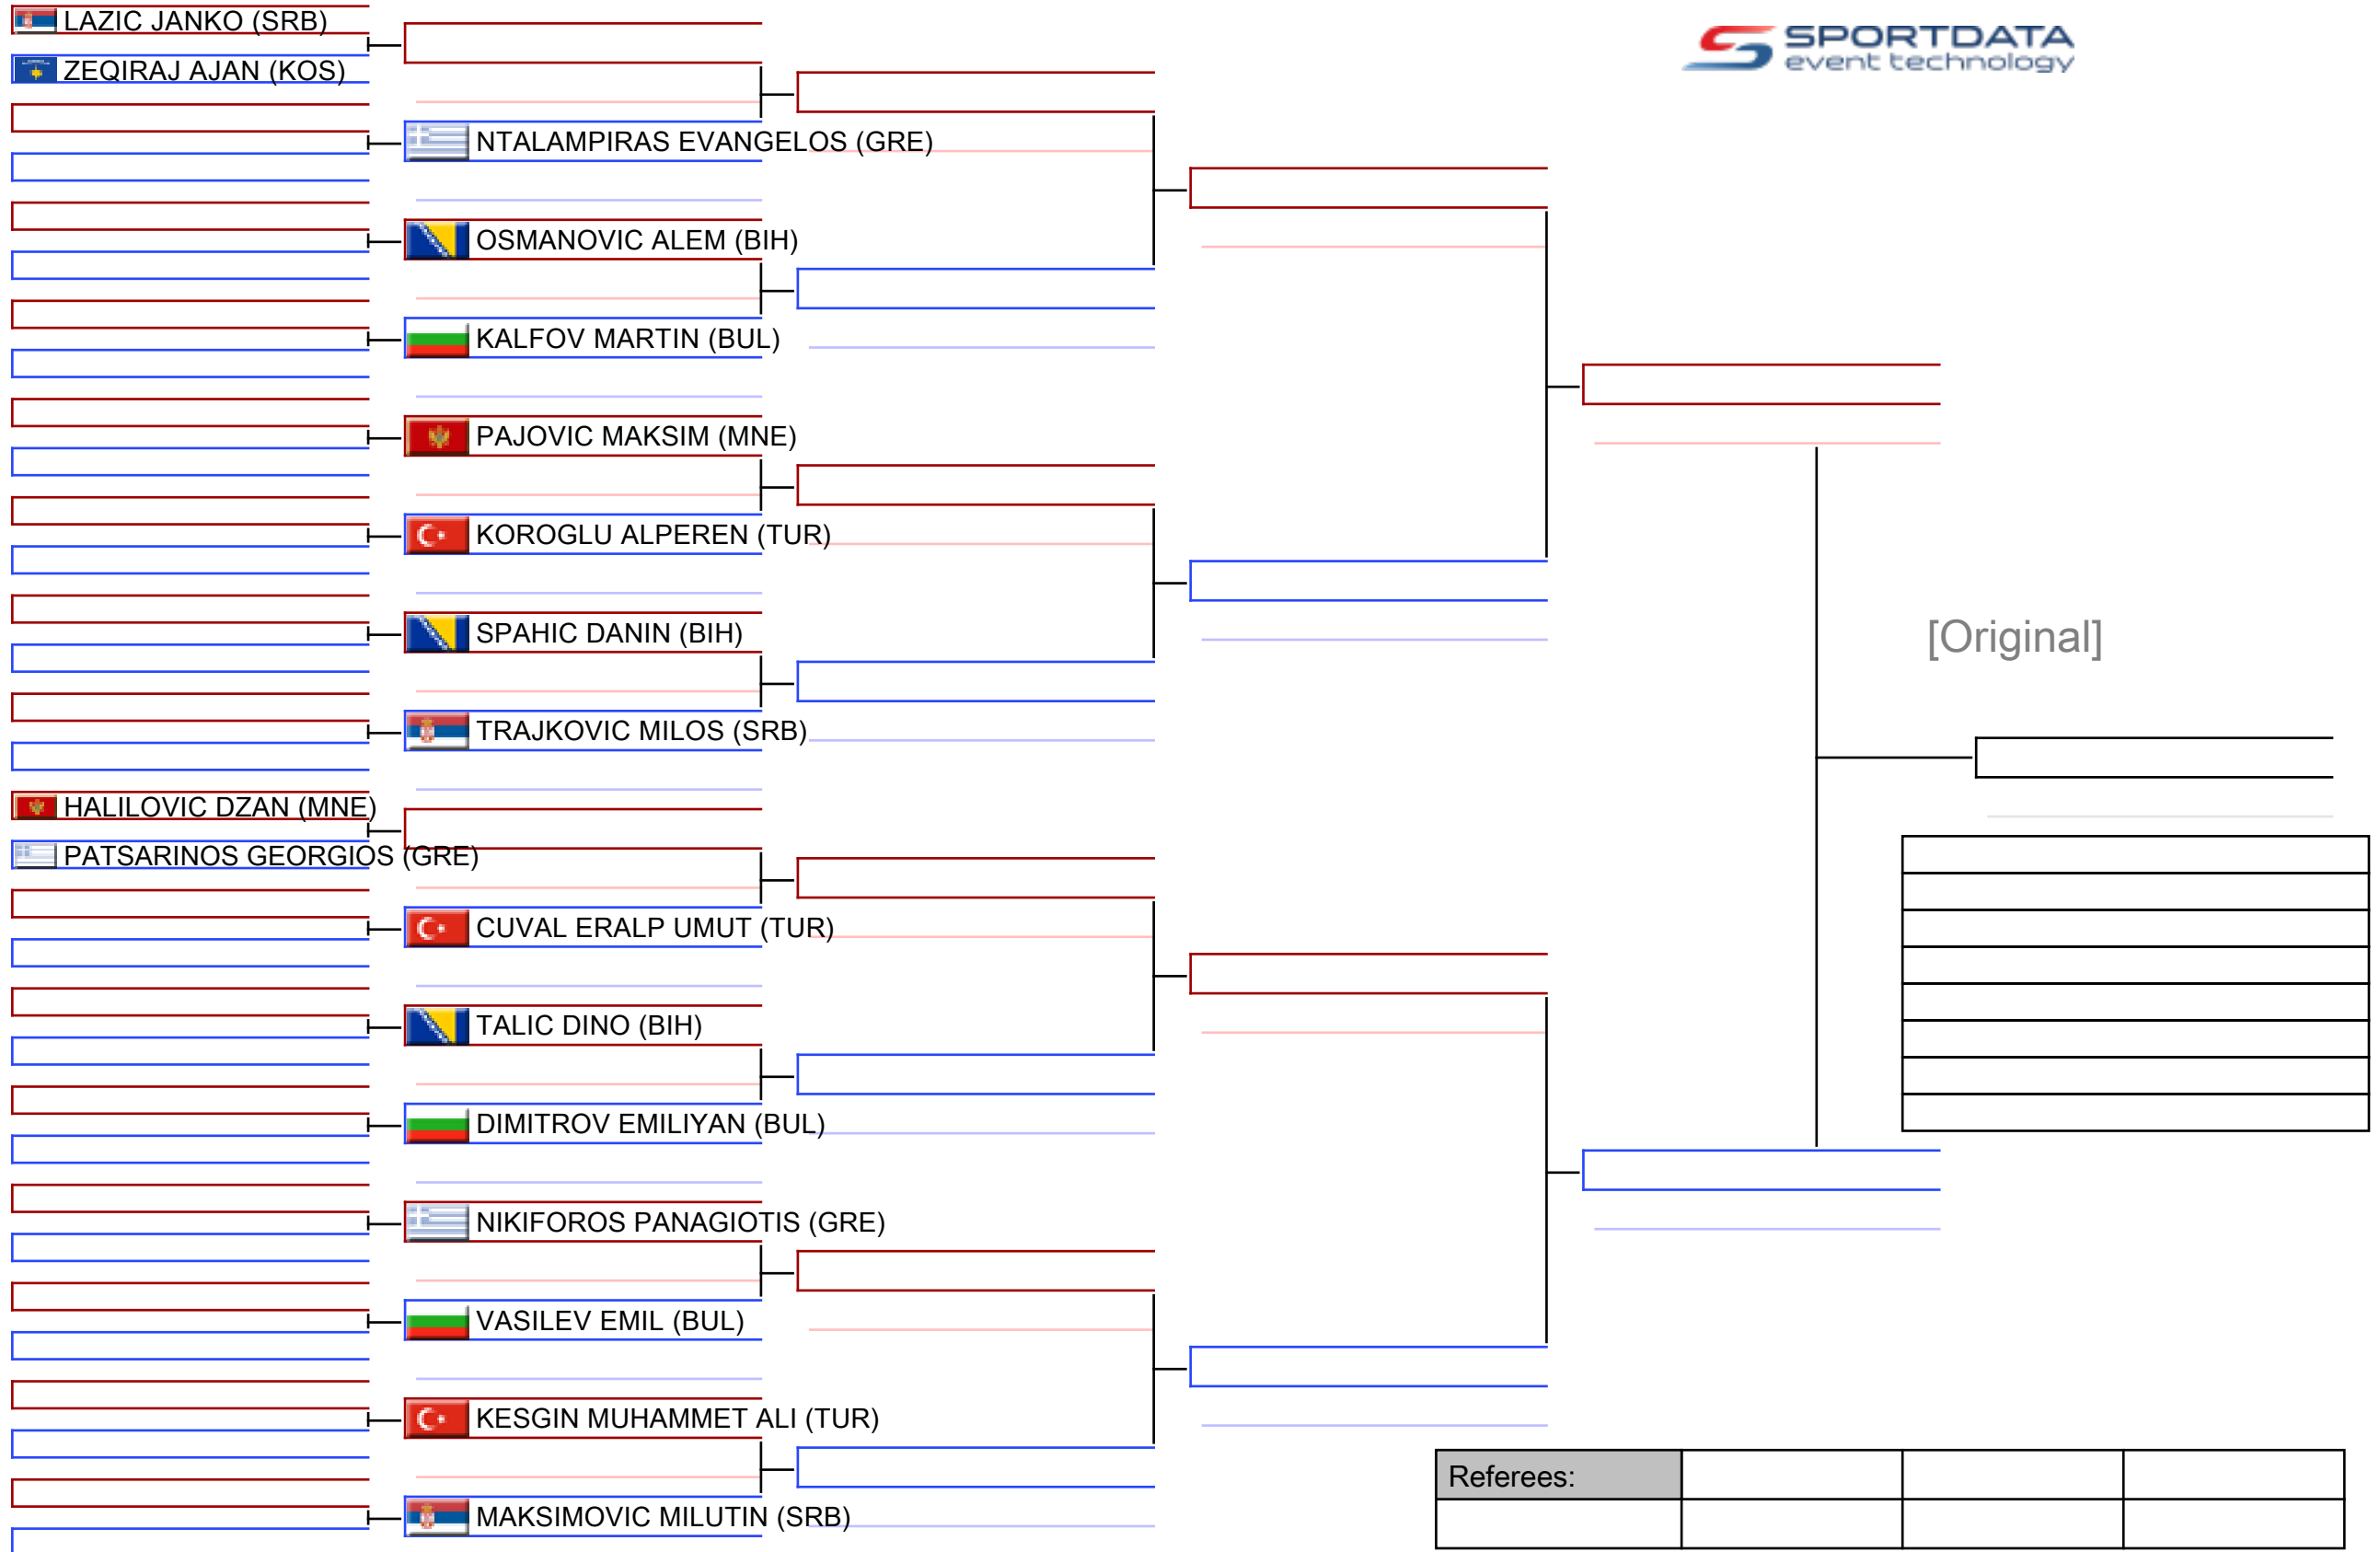 LAZIC JANKO (SRB)
ZEQIRAJ AJAN (KOS)
NTALAMPIRAS EVANGELOS (GRE)
OSMANOVIC ALEM (BIH)
KALFOV MARTIN (BUL)
PAJOVIC MAKSIM (MNE)
KOROGLU ALPEREN (TUR)
SPAHIC DANIN (BIH)
TRAJKOVIC MILOS (SRB)
HALILOVIC DZAN (MNE)
PATSARINOS GEORGIOS (GRE)
CUVAL ERALP UMUT (TUR)
TALIC DINO (BIH)
DIMITROV EMILIYAN (BUL)
NIKIFOROS PANAGIOTIS (GRE)
VASILEV EMIL (BUL)
KESGIN MUHAMMET ALI (TUR)
MAKSIMOVIC MILUTIN (SRB)
SPORTDATA
event technology
[Original]
Referees: